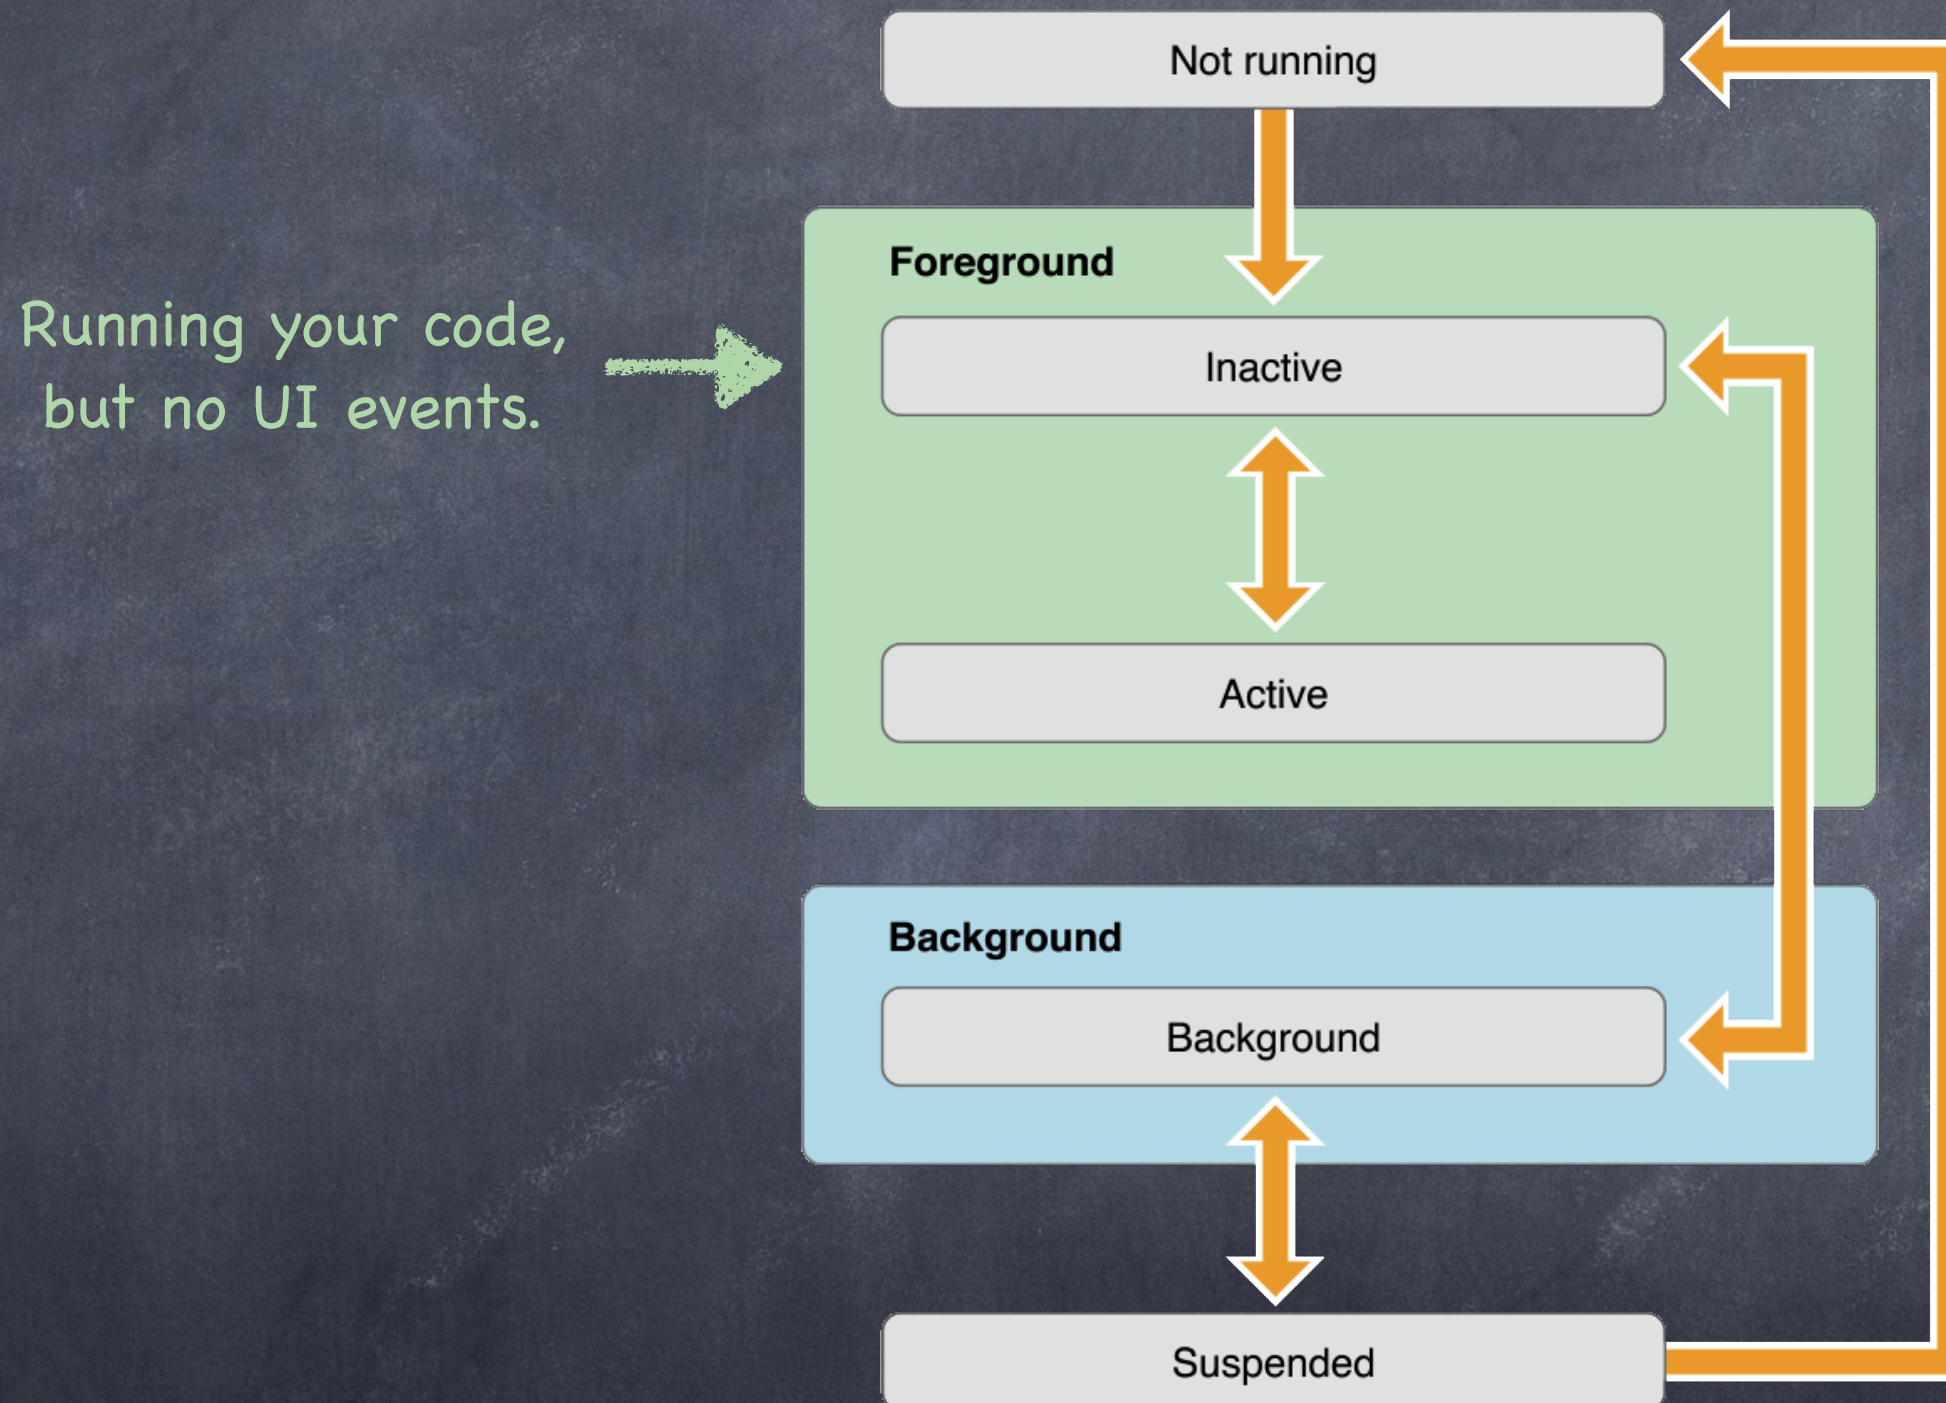 Not running
Foreground
Running your code,
but no UI events.
Inactive
Active
Background
Background
Suspended